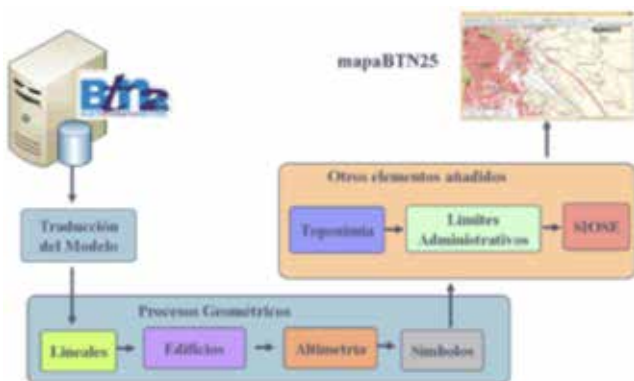 mapaBTN25
Btn25
Otros elementos añadidos
Toponimia
Límites
Administrativos
SIOSE
Traducción
del Modelo
Procesos Geométricos
Lineales
Edificios
Altimetría
Símbolos